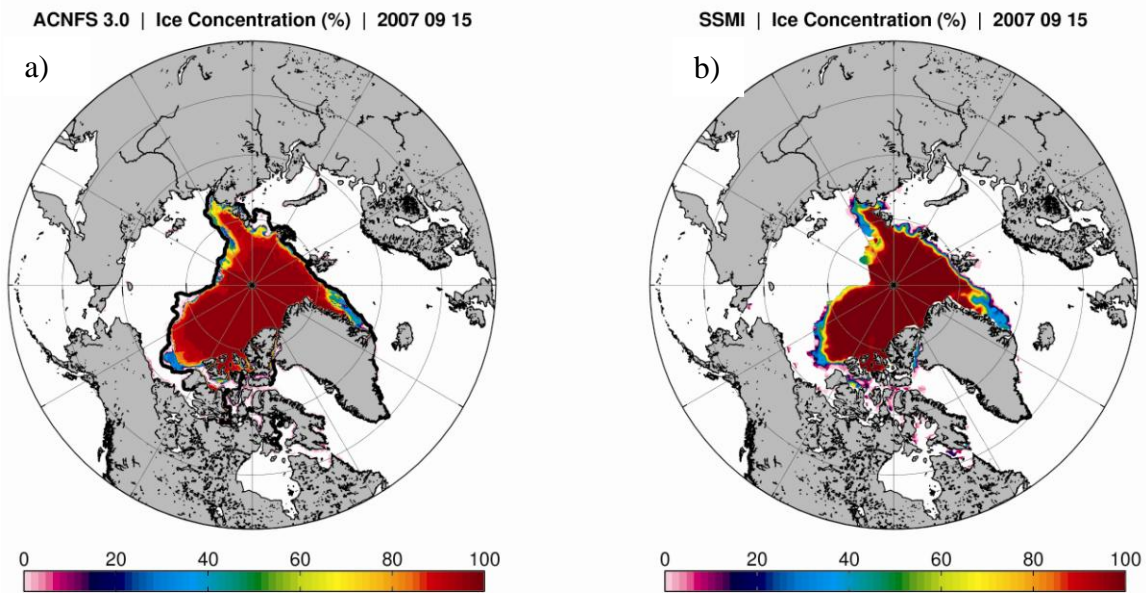 ACNFS 3.0 | Ice Concentration (%) | 2007 09 15
SSMI | Ice Concentration (%) | 2007 09 15
a)
b)
0 20 40 60 80 100
0 20 40 60 80 100